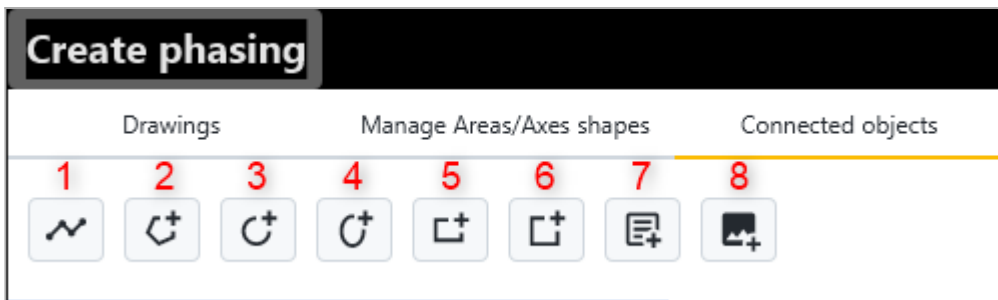 Create phasing
Drawings Manage Areas/Axes shapes Connected objects
1 2 3 4 5 6 7 8